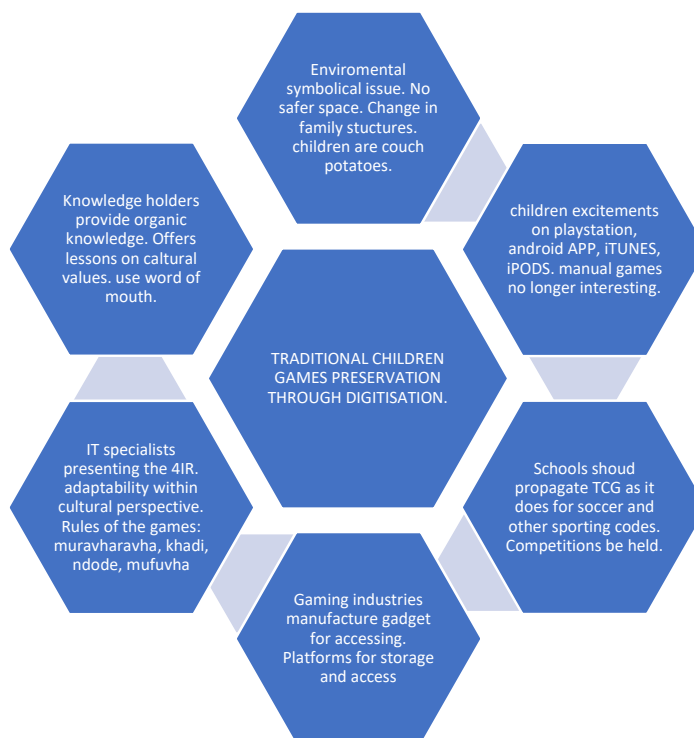 Enviromental
symbolical issue. No
safer space. Change in
family stuctures.
children are couch
potatoes.
children excitements
on playstation,
android APP, iTUNES,
iPODS. manual games
no longer interesting.
Schools shoud
propagate TCG as it
does for soccer and
other sporting codes.
Competitions be held.
Gaming industries
manufacture gadget
for accessing.
Platforms for storage
and access
IT specialists
presenting the 4IR.
adaptability within
cultural perspective.
Rules of the games:
muravharavha, khadi,
ndode, mufuvha
Knowledge holders
provide organic
knowledge. Offers
lessons on caltural
values. use word of
mouth.
TRADITIONAL CHILDREN
GAMES PRESERVATION
THROUGH DIGITISATION.